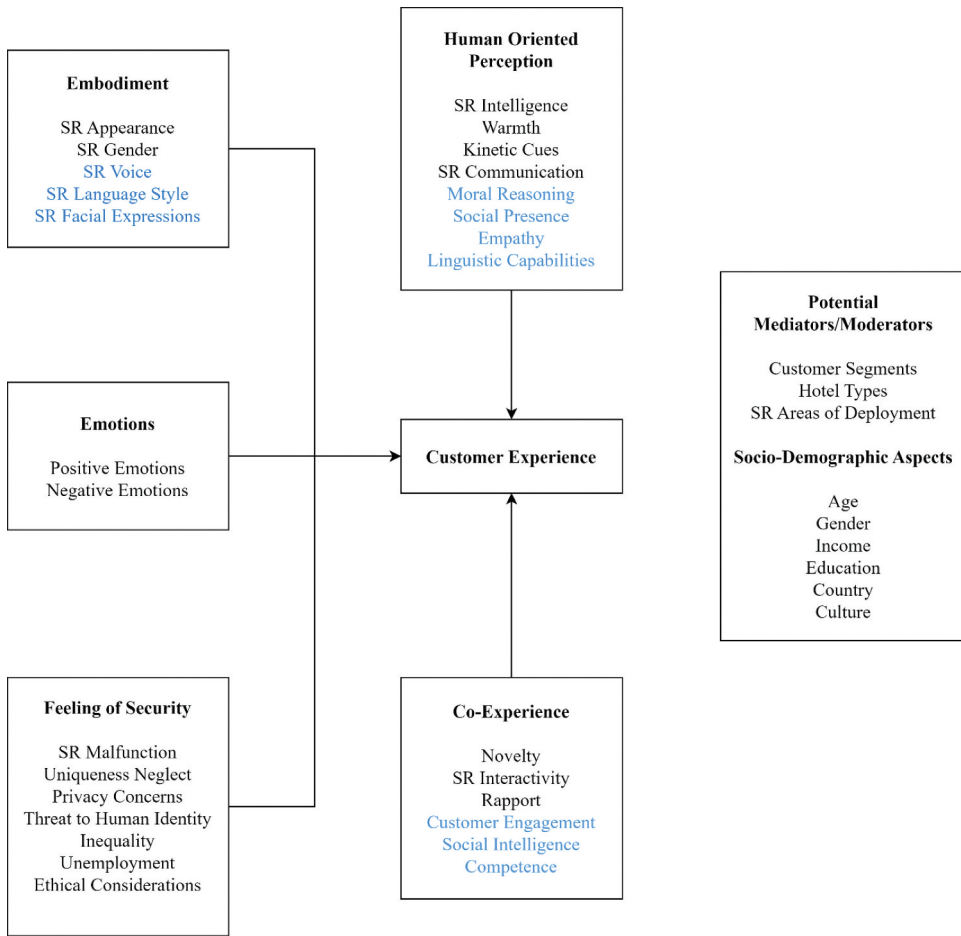 Embodiment
SR Appearance
SR Gender
SR Voice
SR Language Style
SR Facial Expressions
Human Oriented
Perception
SR Intelligence
Warmth
Kinetic Cues
SR Communication
Moral Reasoning
Social Presence
Empathy
Linguistic Capabilities
Emotions
Positive Emotions
Negative Emotions
Customer Experience
Potential
Mediators/Moderators
Customer Segments
Hotel Types
SR Areas of Deployment
Socio-Demographic Aspects
Age
Gender
Income
Education
Country
Culture
Feeling of Security
SR Malfunction
Uniqueness Neglect
Privacy Concerns
Threat to Human Identity
Inequality
Unemployment
Ethical Considerations
Co-Experience
Novelty
SR Interactivity
Rapport
Customer Engagement
Social Intelligence
Competence